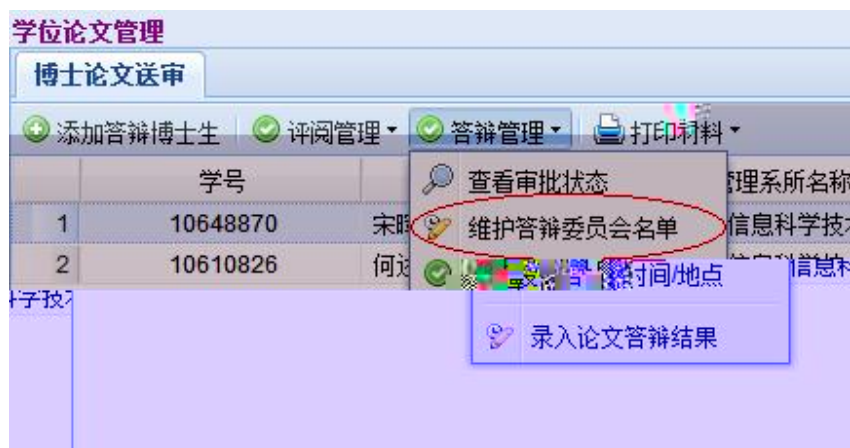 学位论文管理
博士论文送审
添加答辩博士生 评阅管理 答辩管理 打印材料
学号 管理系所名称
查看审批状态
1 10648870 宋 信息科学技
维护答辩委员会名单
2 10610826 何 信息科
时间/地点
录入论文答辩结果